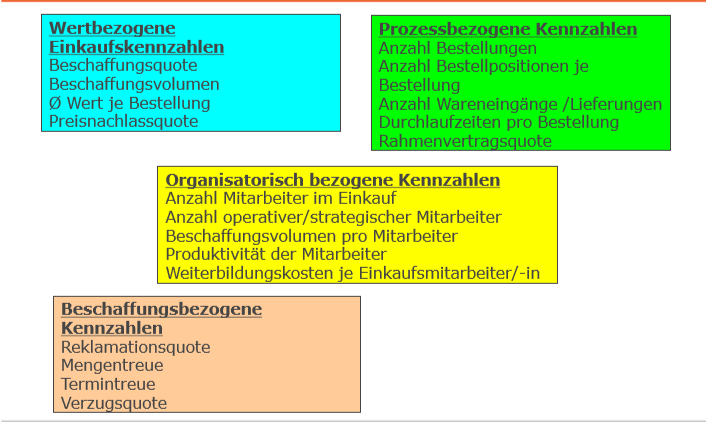 Wertbezogene
Einkaufskennzahlen
Beschaffungsquote
Beschaffungsvolumen
Ø Wert je Bestellung
Preisnachlassquote
Prozessbezogene Kennzahlen
Anzahl Bestellungen
Anzahl Bestellpositionen je
Bestellung
Anzahl Wareneingänge /Lieferungen
Durchlaufzeiten pro Bestellung
Rahmenvertragsquote
Organisatorisch bezogene Kennzahlen
Anzahl Mitarbeiter im Einkauf
Anzahl operativer/strategischer Mitarbeiter
Beschaffungsvolumen pro Mitarbeiter
Produktivität der Mitarbeiter
Weiterbildungskosten je Einkaufsmitarbeiter/-in
Beschaffungsbezogene
Kennzahlen
Reklamationsquote
Mengentreue
Termintreue
Verzugsquote